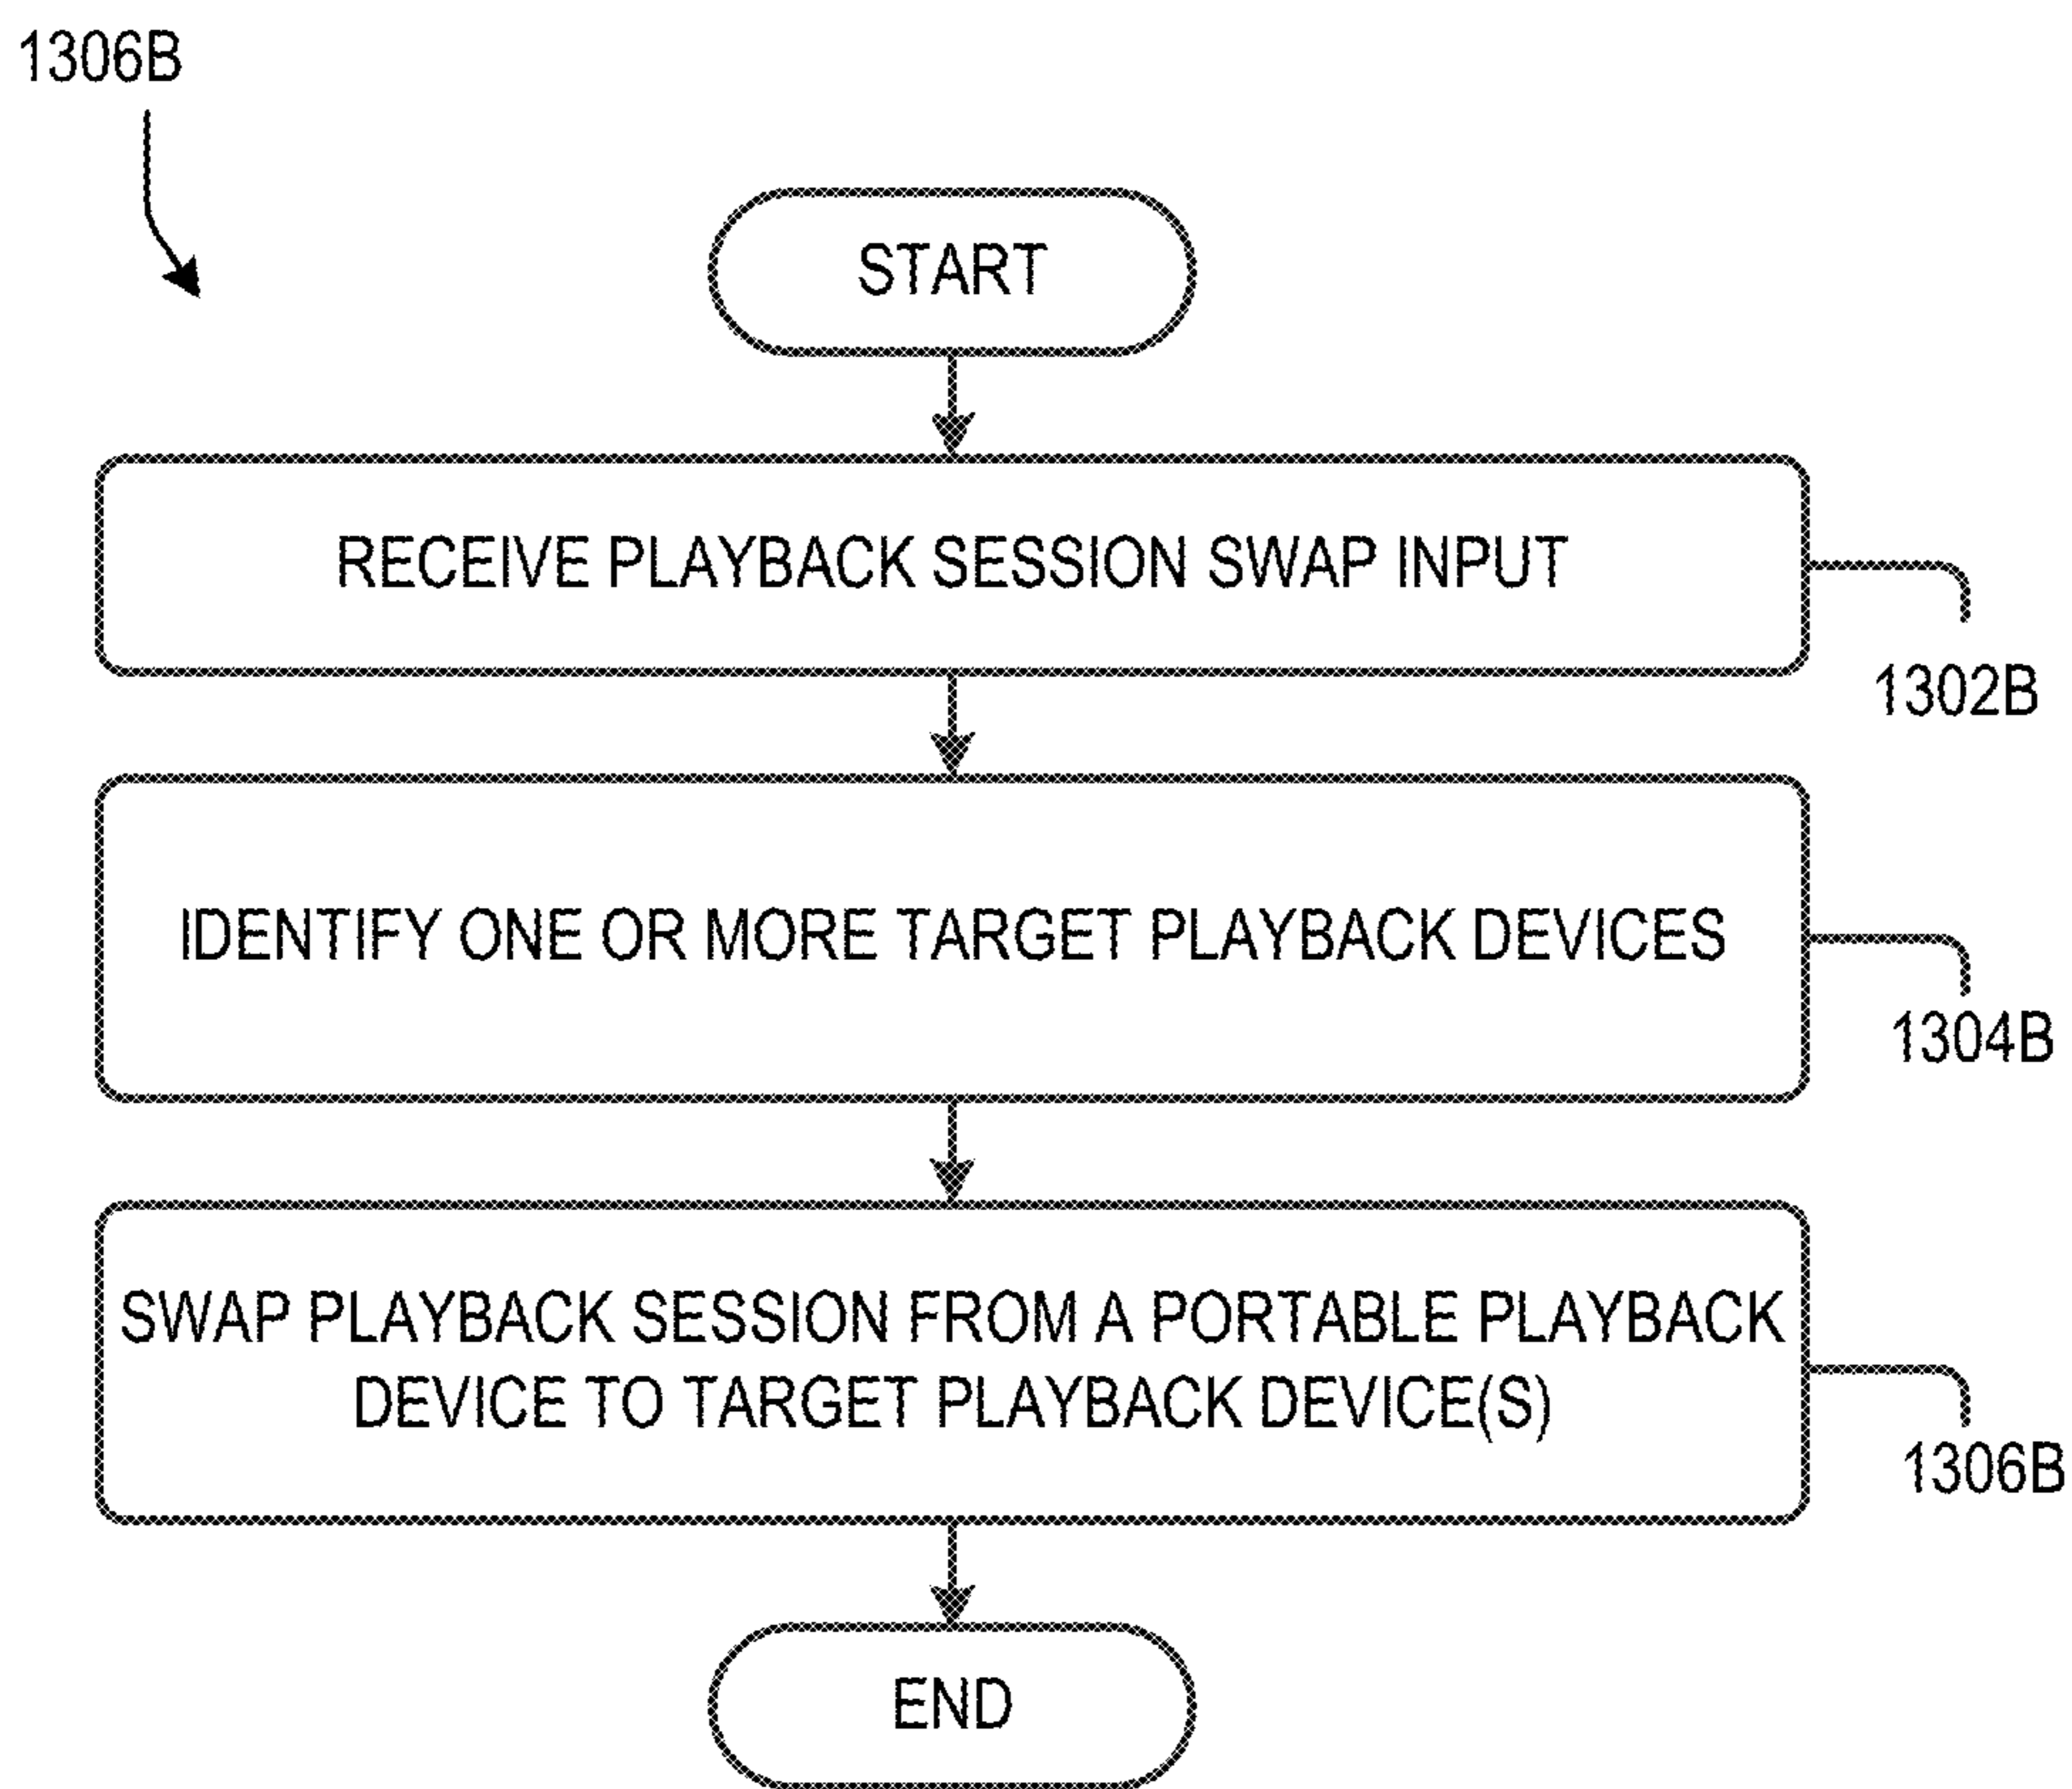 1306B
START
RECEIVE PLAYBACK SESSION SWAP INPUT
1302B
IDENTIFY ONE OR MORE TARGET PLAYBACK DEVICES
1304B
SWAP PLAYBACK SESSION FROM A PORTABLE PLAYBACK
DEVICE TO TARGET PLAYBACK DEVICE(S)
1306B
END